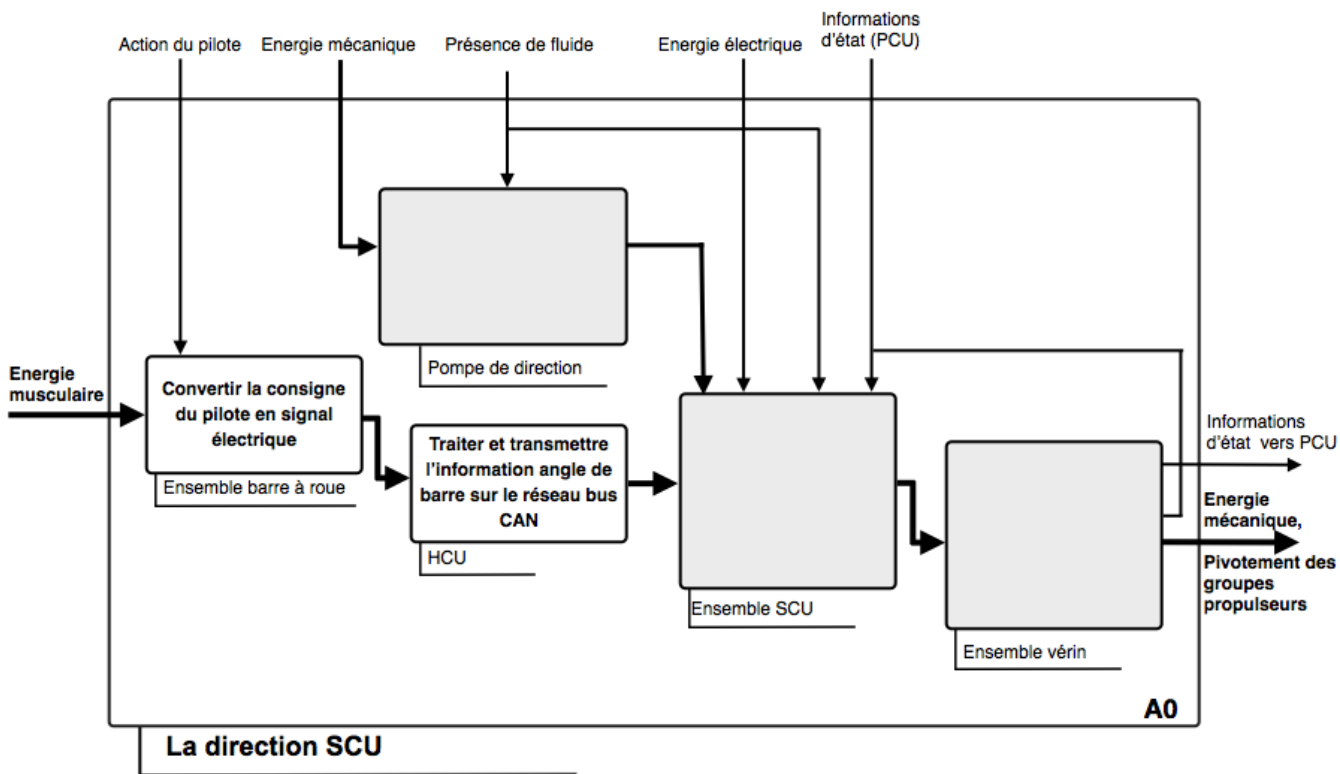 Action du pilote
Energie mécanique
Présence de fluide
Energie électrique
Informations
d'état (PCU)
Pompe de direction
Energie
musculaire
Convertir la consigne
du pilote en signal
électrique
Ensemble barre à roue
Traiter et transmettre
l'information angle de
barre sur le réseau bus
CAN
HCU
Ensemble SCU
Ensemble vérin
Informations
d'état vers PCU
Energie
mécanique,
Pivotement des
groupes
propulseurs
A0
La direction SCU